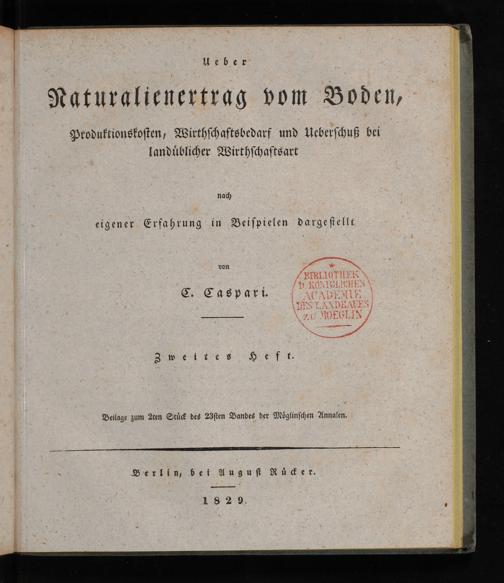 Ueber
Naturalienertrag vom Boden,
Produktionskosten, Wirthschaftsbedarf und Ueberschuß bei
landüblicher Wirthschaftsart
nach
eigener Erfahrung in Beispielen dargestellt
von
C. Caspari.
BIBLIOTHEK
D. KÖNIGLICHEN
ACADEMIE
DES LANDBAUES
ZU MOEGLIN
Zweites Heft.
Beilage zum 2ten Stück des 23sten Bandes der Möglinschen Annalen.
Berlin, bei August Rücker.
1829.